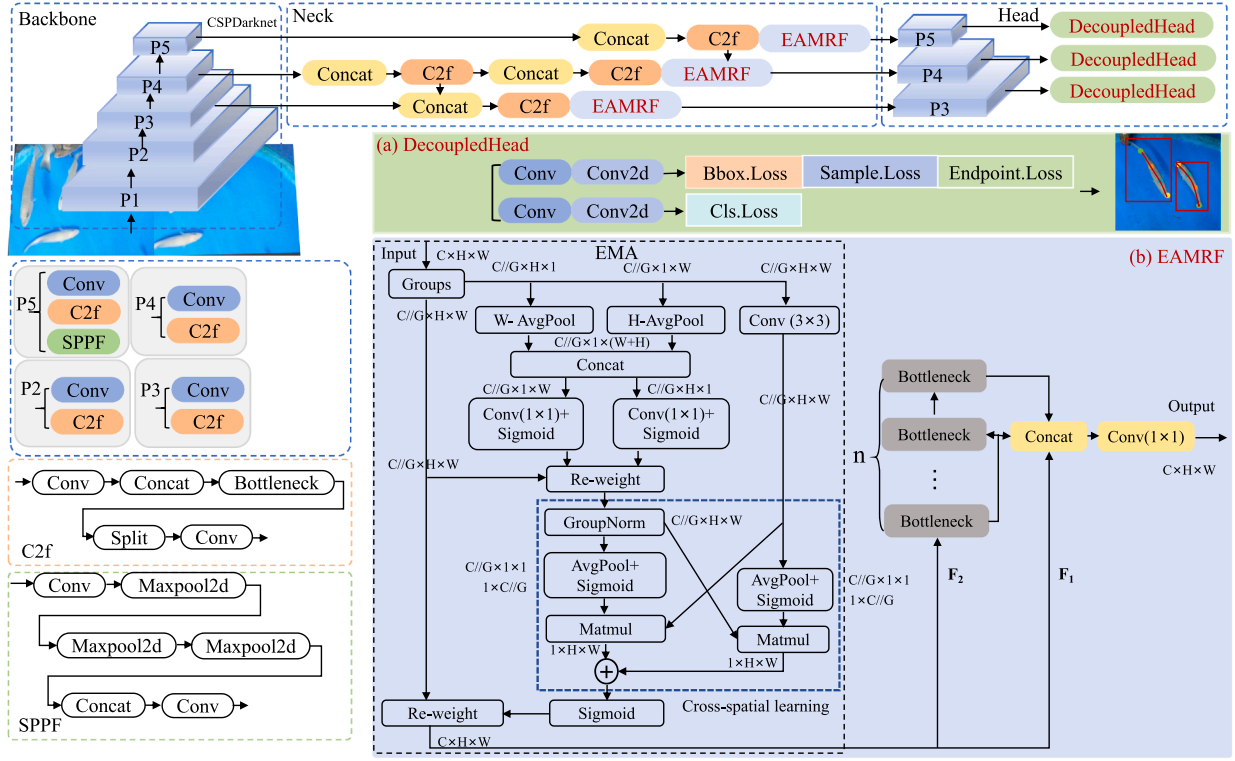 Backbone
CSPDarknet
P5
P4
P3
P2
P1
Neck
Concat
C2f
EAMRF
Concat
C2f
Concat
C2f
EAMRF
Concat
C2f
EAMRF
Head
P5
P4
P3
DecoupledHead
DecoupledHead
DecoupledHead
(a) DecoupledHead
Conv
Conv2d
Bbox.Loss
Sample.Loss
Endpoint.Loss
Conv
Conv2d
Cls.Loss
P5
Conv
C2f
SPPF
P4
Conv
C2f
P2
Conv
C2f
P3
Conv
C2f
Conv
Concat
Bottleneck
Split
Conv
C2f
Conv
Maxpool2d
Maxpool2d
Maxpool2d
Concat
Conv
SPPF
(b) EAMRF
Input
C×H×W
EMA
Groups
C//G×H×1
C//G×1×W
C//G×H×W
C//G×H×W
W- AvgPool
H-AvgPool
Conv (3×3)
C//G×1×(W+H)
Concat
C//G×1×W
C//G×H×1
C//G×H×W
Conv(1×1)+
Sigmoid
Conv(1×1)+
Sigmoid
C//G×H×W
Re-weight
GroupNorm
C//G×H×W
C//G×1×1
1×C//G
AvgPool+
Sigmoid
AvgPool+
Sigmoid
C//G×1×1
1×C//G
Matmul
Matmul
1×H×W
1×H×W
+
Cross-spatial learning
Re-weight
Sigmoid
C×H×W
n
Bottleneck
Bottleneck
⋮
Bottleneck
Concat
Conv(1×1)
Output
C×H×W
F₂
F₁